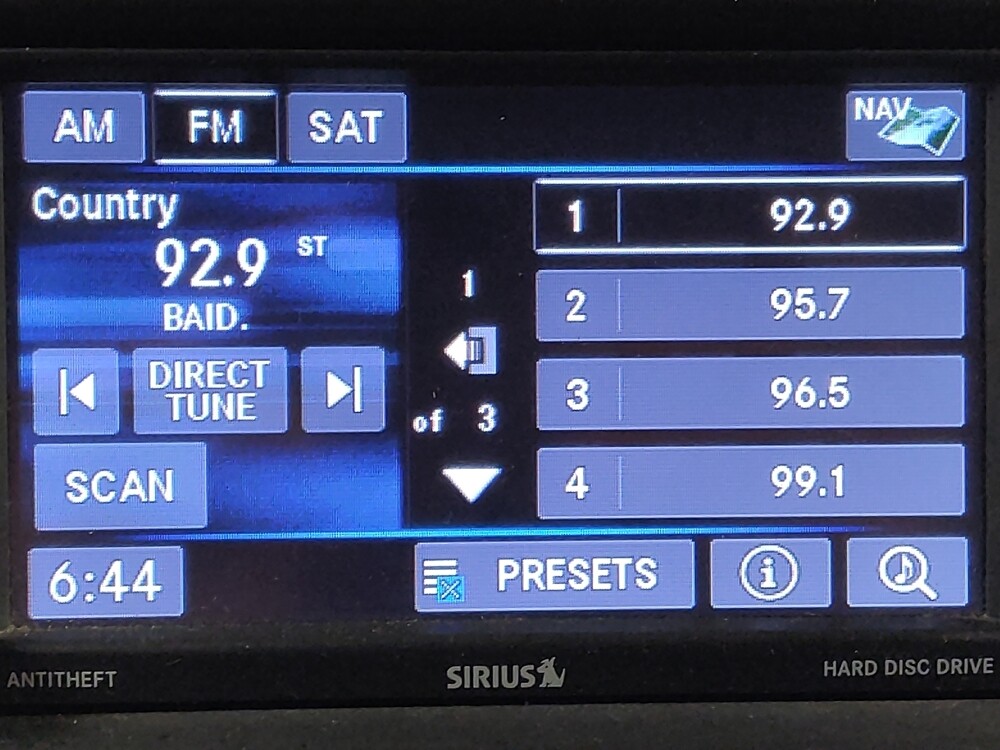 AM FM SAT NAV
Country
92.9 ST
BAID.
DIRECT
TUNE
SCAN
1
of 3
1 92.9
2 95.7
3 96.5
4 99.1
6:44 PRESETS i
ANTITHEFT SIRIUS HARD DISC DRIVE